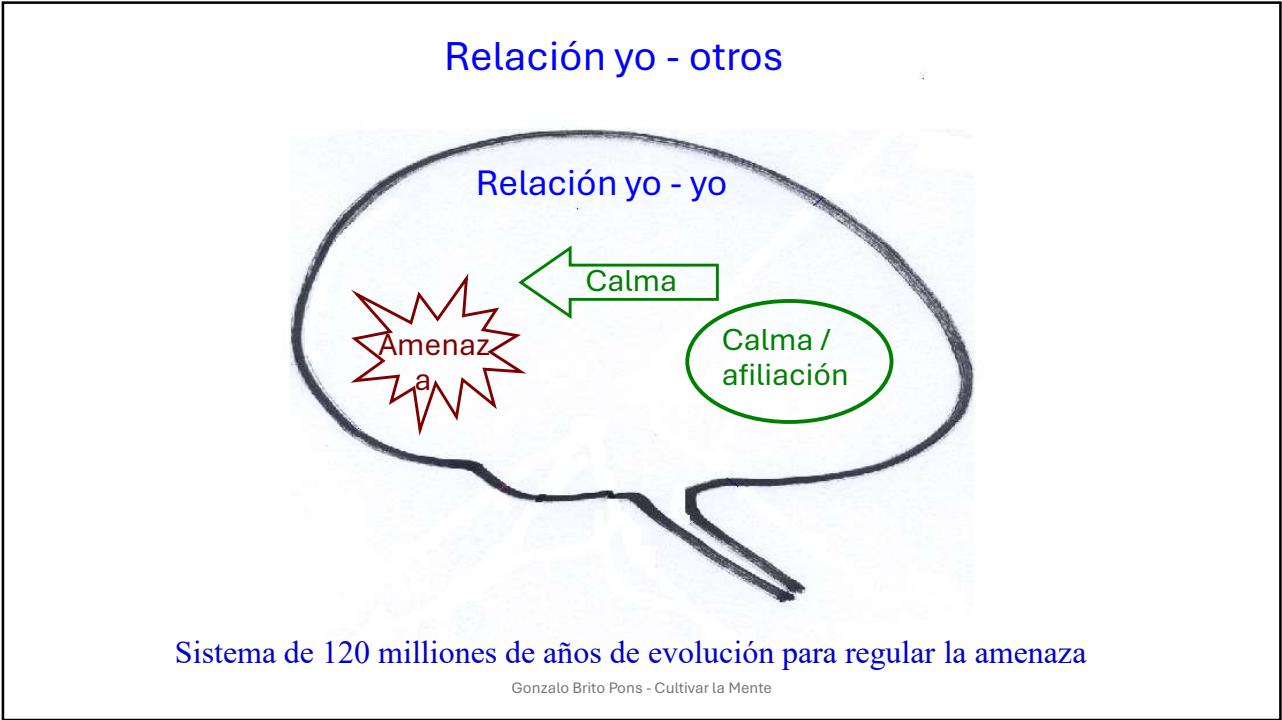 Relación yo - otros
Relación yo - yo
Calma
Amenaz
a
Calma /
afiliación
Sistema de 120 milliones de años de evolución para regular la amenaza
Gonzalo Brito Pons - Cultivar la Mente